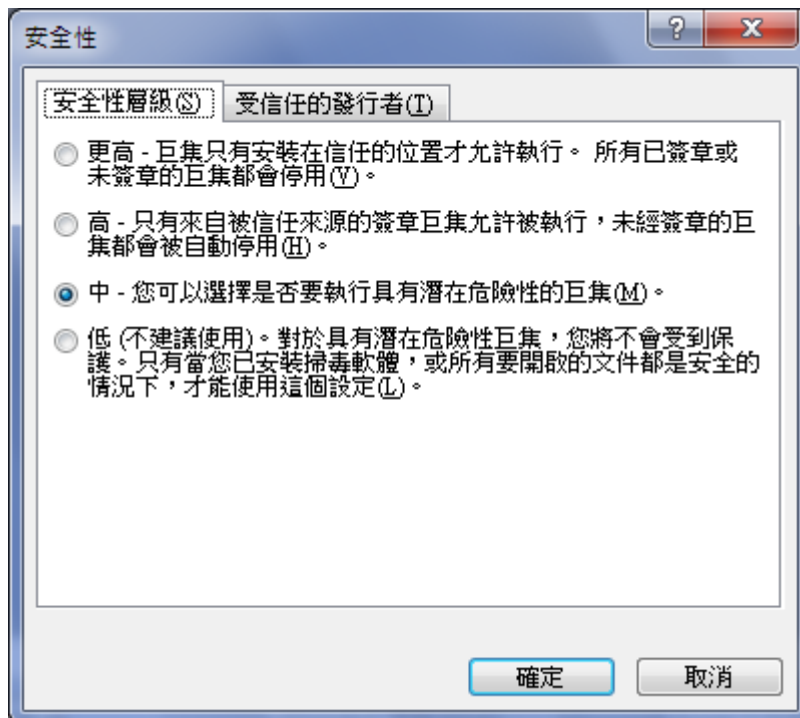 安全性
安全性層級(S) 受信任的發行者(T)
更高 - 巨集只有安裝在信任的位置才允許執行。 所有已簽章或
未簽章的巨集都會停用(V)。
高 - 只有來自被信任來源的簽章巨集允許被執行，未經簽章的巨
集都會被自動停用(H)。
中 - 您可以選擇是否要執行具有潛在危險性的巨集(M)。
低 (不建議使用)。對於具有潛在危險性巨集，您將不會受到保
護。只有當您已安裝掃毒軟體，或所有要開啟的文件都是安全的
情況下，才能使用這個設定(L)。
確定 取消